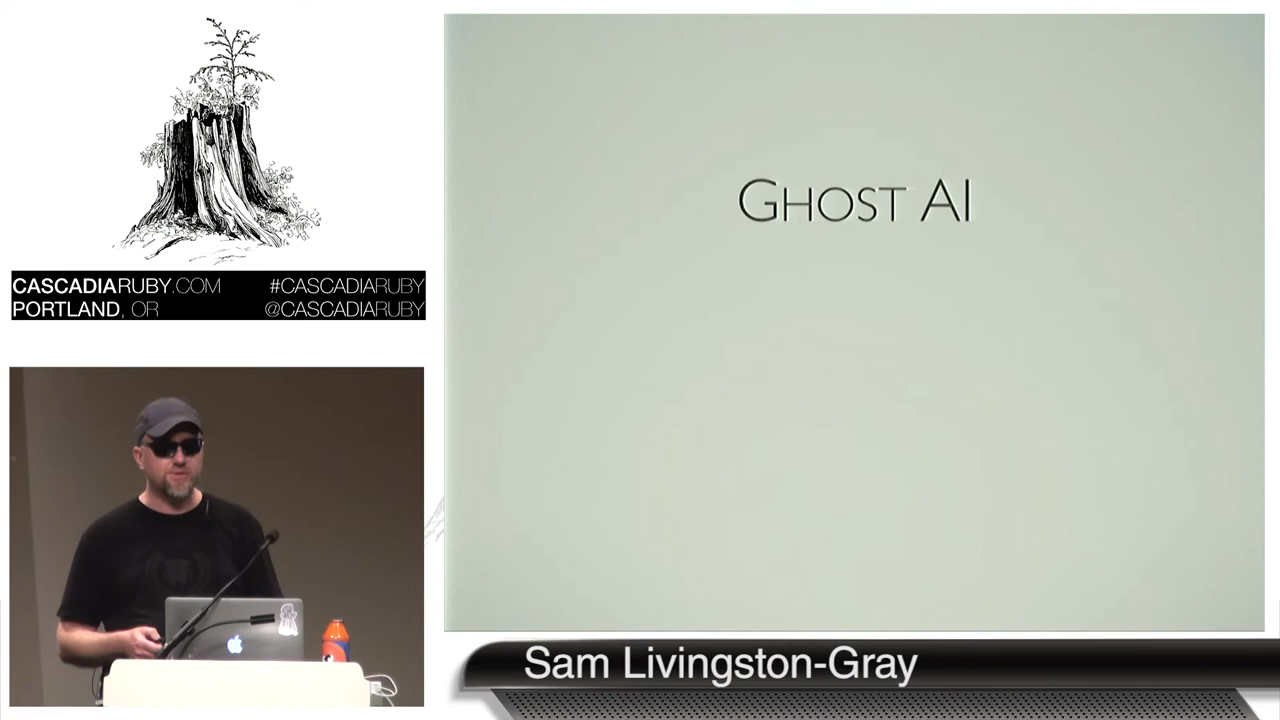 GHOST AI
CASCADIARUBY.COM #CASCADIARUBY
PORTLAND, OR @CASCADIARUBY
Sam Livingston-Gray